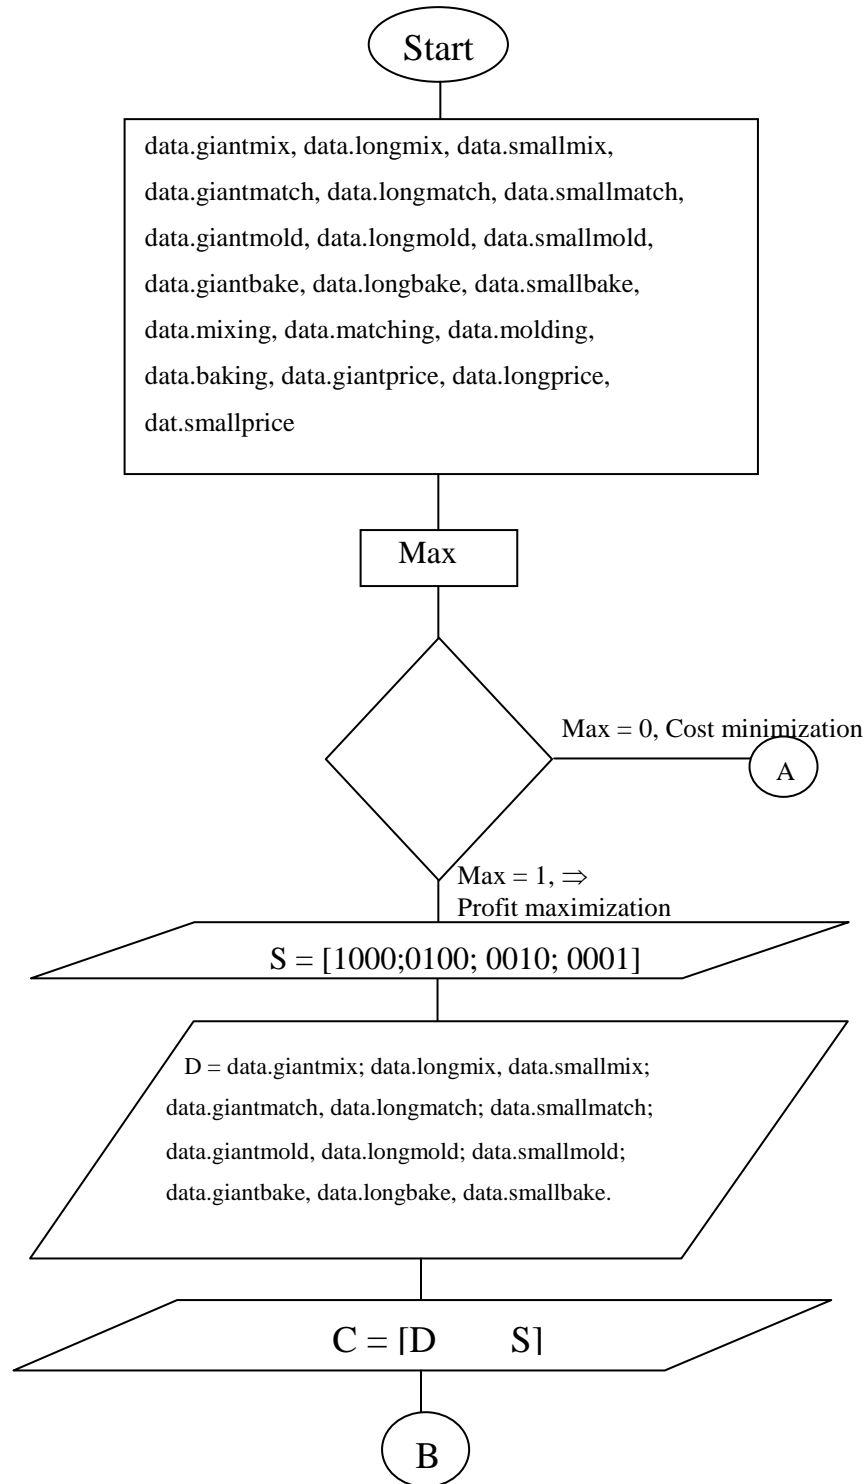 Start
data.giantmix, data.longmix, data.smallmix,
data.giantmatch, data.longmatch, data.smallmatch,
data.giantmold, data.longmold, data.smallmold,
data.giantbake, data.longbake, data.smallbake,
data.mixing, data.matching, data.molding,
data.baking, data.giantprice, data.longprice,
dat.smallprice
Max
Max = 0, Cost minimization
A
Max = 1, ⇒
Profit maximization
S = [1000;0100; 0010; 0001]
D = data.giantmix; data.longmix, data.smallmix;
data.giantmatch, data.longmatch; data.smallmatch;
data.giantmold, data.longmold; data.smallmold;
data.giantbake, data.longbake, data.smallbake.
C = [D S]
B